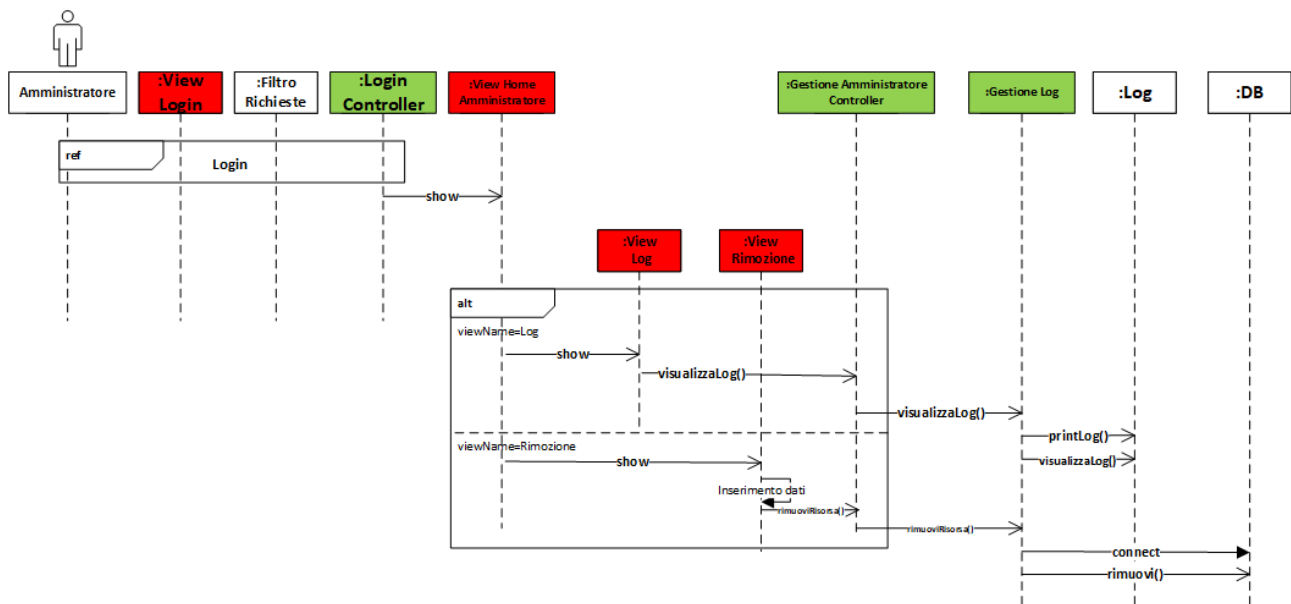 Amministratore
:View
Login
:Filtro
Richieste
:Login
Controller
:View Home
Amministratore
:Gestione Amministratore
Controller
:Gestione Log
:Log
:DB
ref
Login
show
:View
Log
:View
Rimozione
alt
viewName=Log
show
visualizzaLog()
visualizzaLog()
printLog()
viewName=Rimozione
show
visualizzaLog()
Inserimento dati
rimuoviRisorsa()
rimuoviRisorsa()
connect
rimuovi()